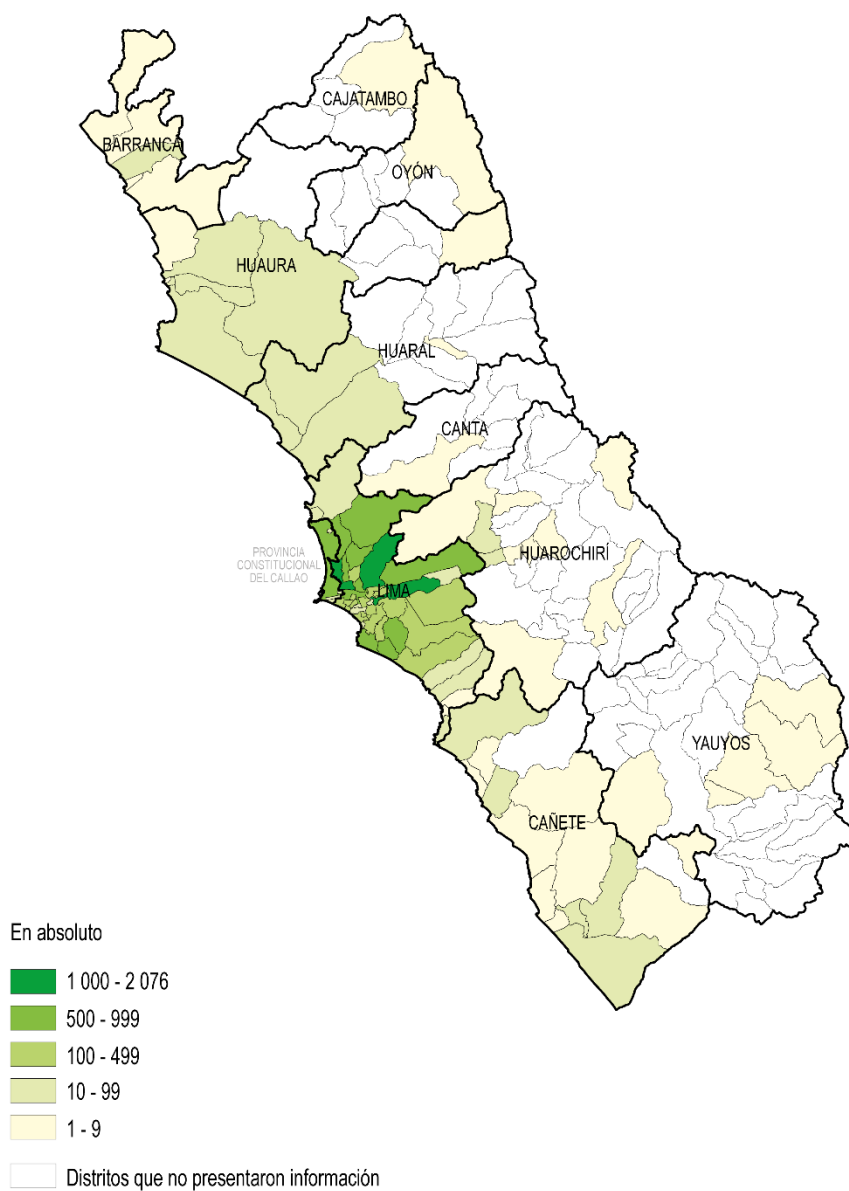 CAJATAMBO
BARRANCA
OYÓN
HUAURA
HUARAL
CANTA
HUAROCHIRÍ
PROVINCIA
CONSTITUCIONAL
DEL CALLAO
LIMA
YAUYOS
CAÑETE
En absoluto
1 000 - 2 076
500 - 999
100 - 499
10 - 99
1 - 9
Distritos que no presentaron información